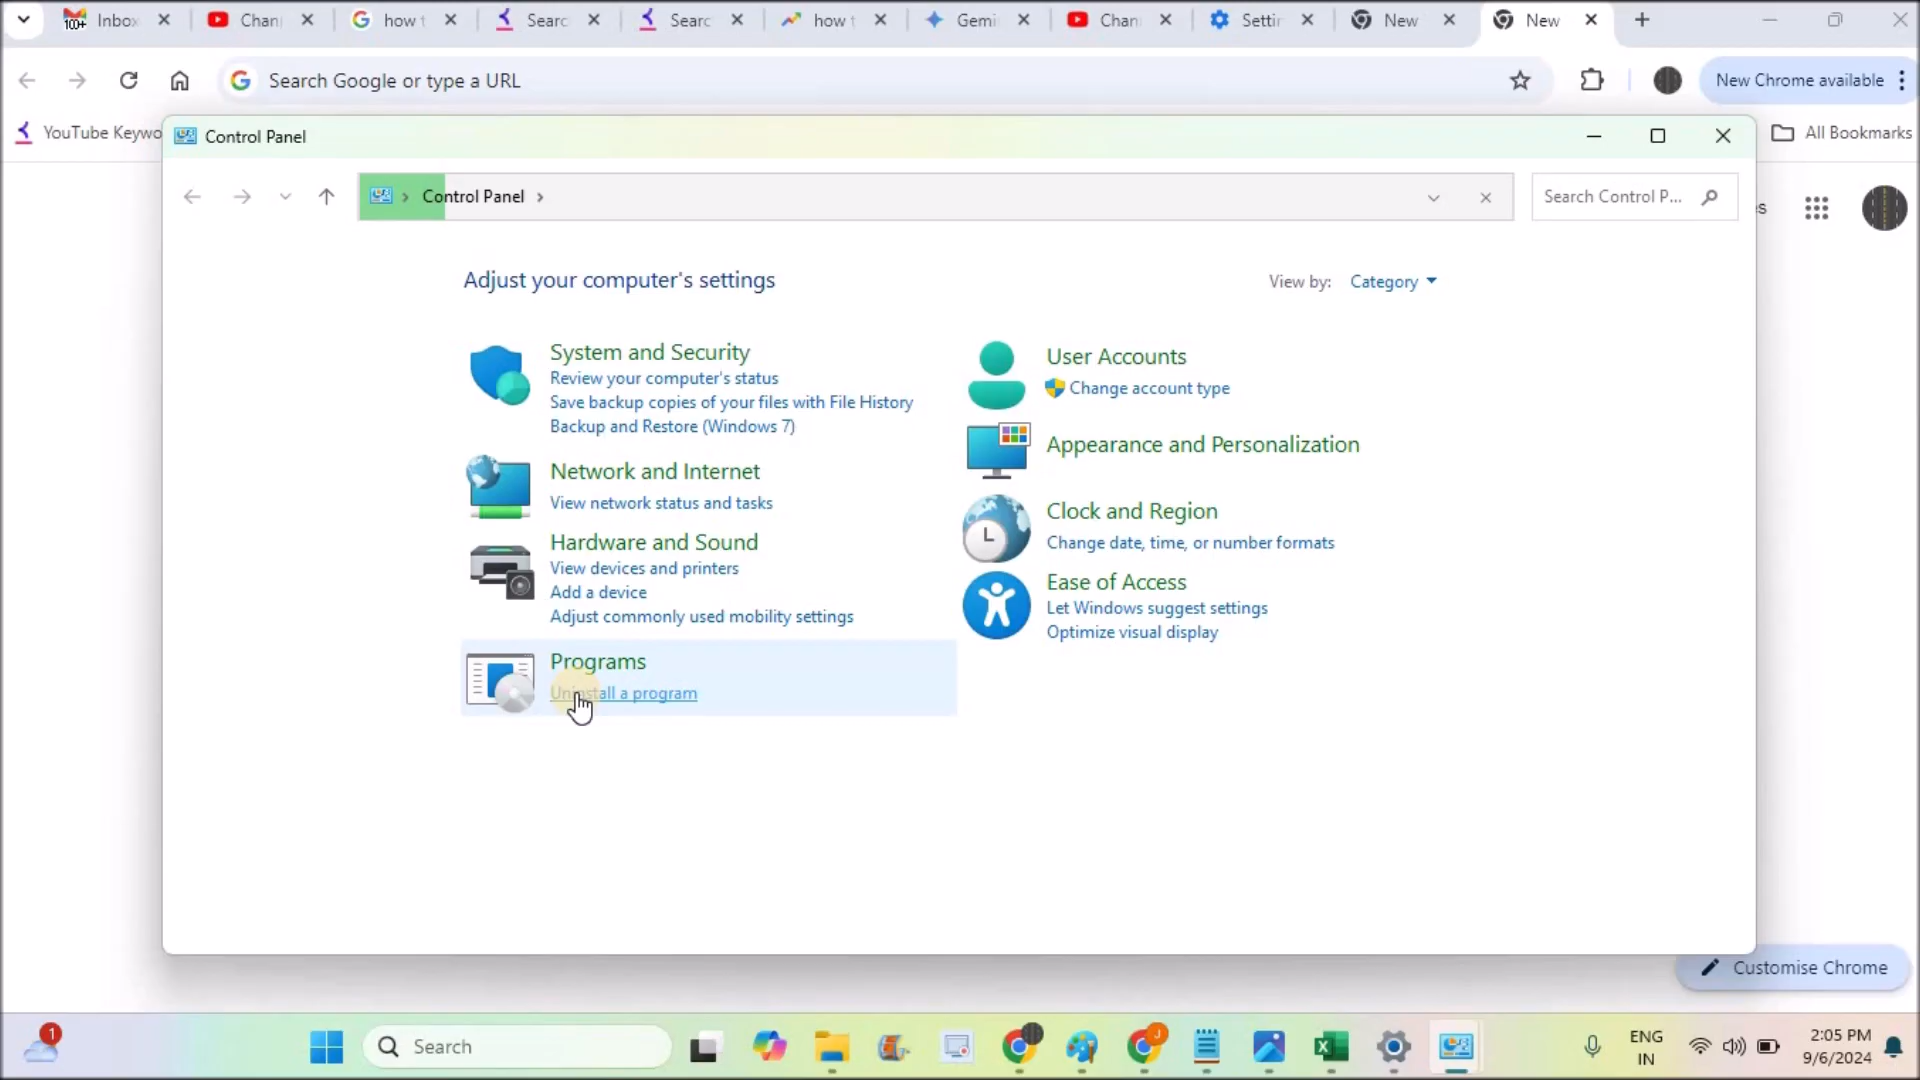 100+ Inbox
Chan
how t
Searc
Searc
how t
Gemi
Chan
Settin
New
New
Search Google or type a URL
New Chrome available
YouTube Keywo
All Bookmarks
Control Panel
Control Panel
Search Control P...
s
Adjust your computer's settings
View by: Category
System and Security
Review your computer's status
Save backup copies of your files with File History
Backup and Restore (Windows 7)
Network and Internet
View network status and tasks
Hardware and Sound
View devices and printers
Add a device
Adjust commonly used mobility settings
Programs
Uninstall a program
User Accounts
Change account type
Appearance and Personalization
Clock and Region
Change date, time, or number formats
Ease of Access
Let Windows suggest settings
Optimize visual display
Customise Chrome
1
Search
J
ENG
IN
2:05 PM
9/6/2024